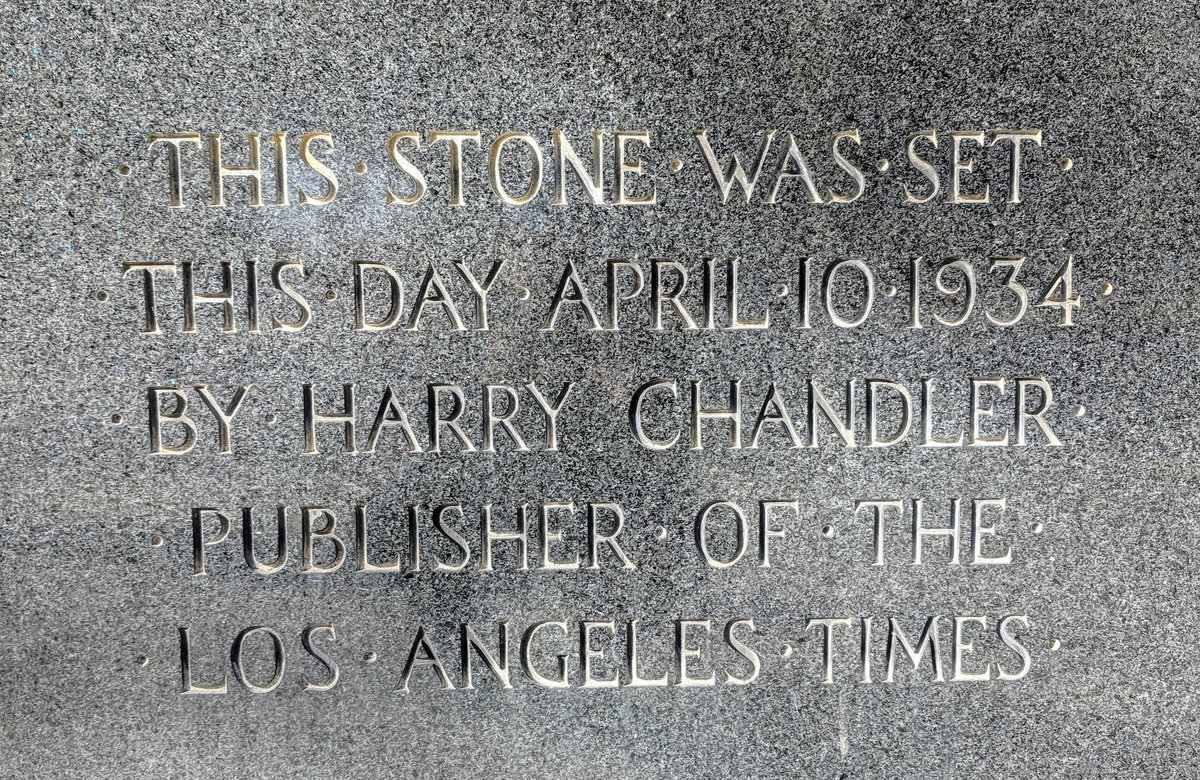 · THIS · STONE · WAS · SET ·
· THIS · DAY · APRIL · 10 · 1934 ·
· BY · HARRY CHANDLER ·
· PUBLISHER · OF · THE ·
· LOS · ANGELES · TIMES ·